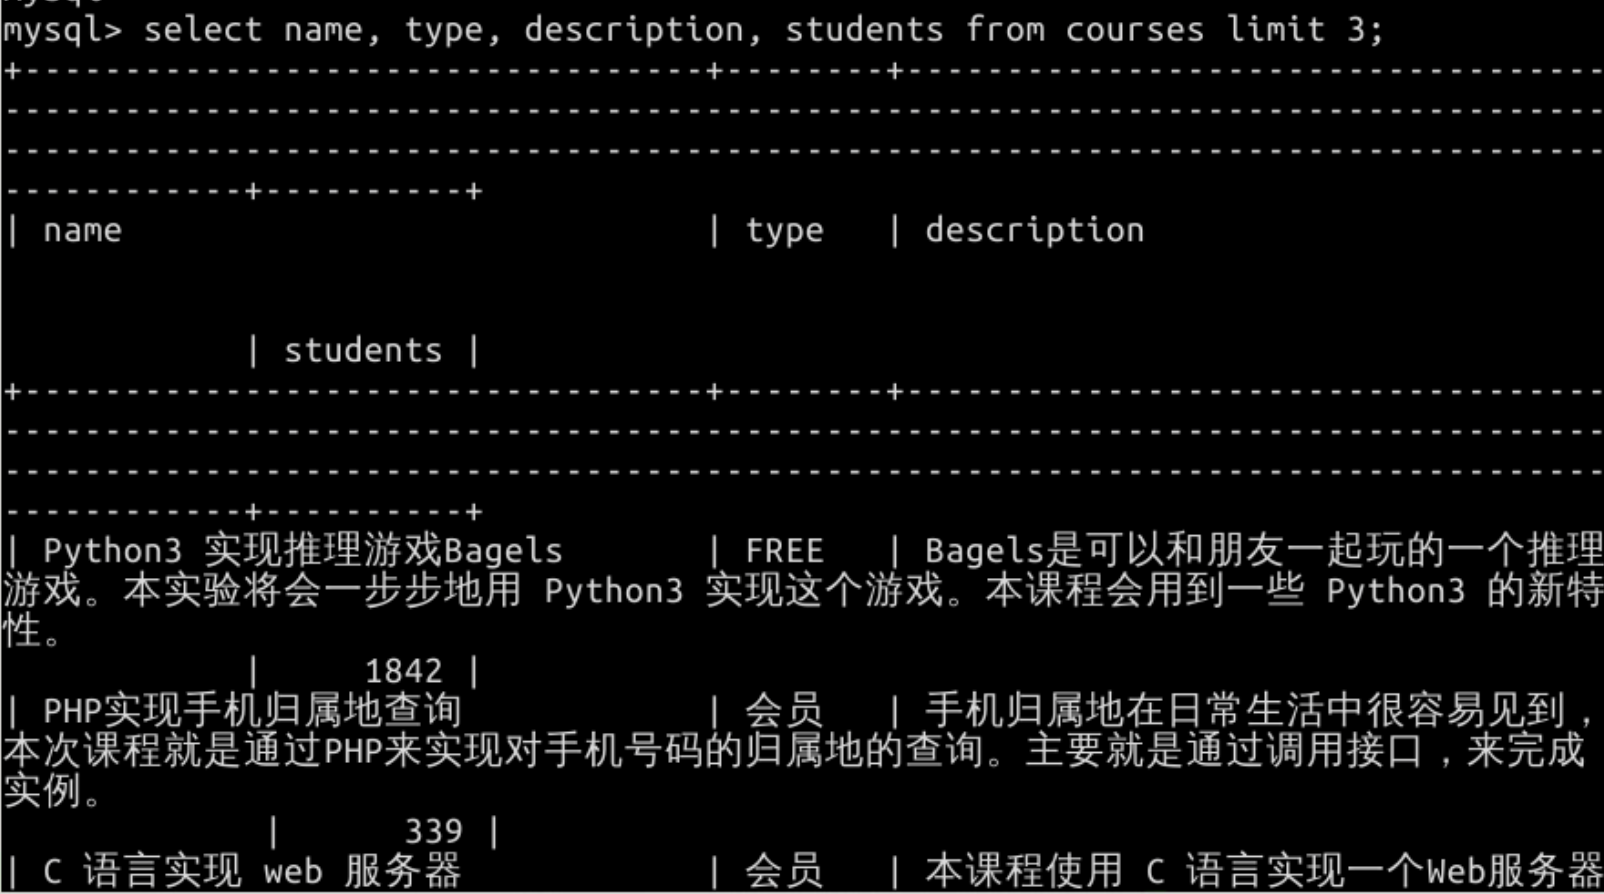 mysql> select name, type, description, students from courses limit 3;
+----------------------------------+--------+-----------------------------------
--------------------------------------------------------------------------------
--------------------------------------------------------------------------------
------------+----------+
| name                             | type   | description
            | students |
+----------------------------------+--------+-----------------------------------
--------------------------------------------------------------------------------
--------------------------------------------------------------------------------
------------+----------+
| Python3 实现推理游戏Bagels       | FREE   | Bagels是可以和朋友一起玩的一个推理
游戏。本实验将会一步步地用 Python3 实现这个游戏。本课程会用到一些 Python3 的新特
性。
            |     1842 |
| PHP实现手机归属地查询            | 会员   | 手机归属地在日常生活中很容易见到，
本次课程就是通过PHP来实现对手机号码的归属地的查询。主要就是通过调用接口，来完成
实例。
             |      339 |
| C 语言实现 web 服务器            | 会员   | 本课程使用 C 语言实现一个Web服务器